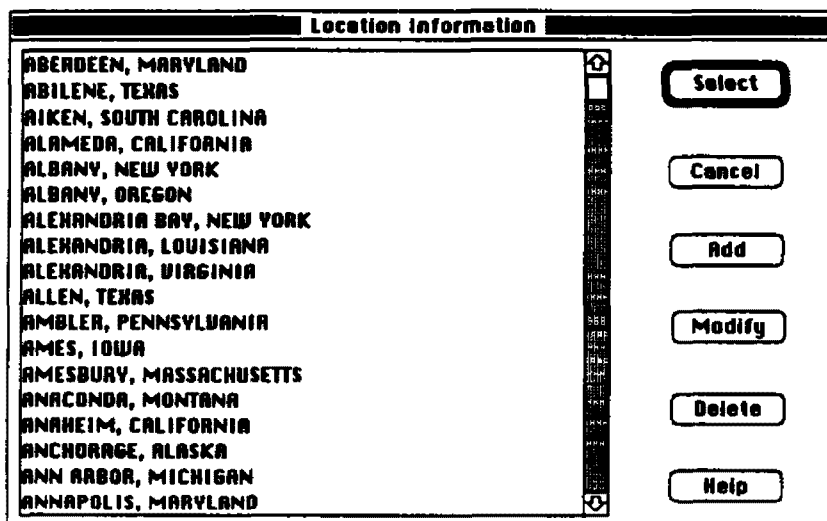 Location Information
ABERDEEN, MARYLAND
ABILENE, TEXAS
AIKEN, SOUTH CAROLINA
ALAMEDA, CALIFORNIA
ALBANY, NEW YORK
ALBANY, OREGON
ALEXANDRIA BAY, NEW YORK
ALEXANDRIA, LOUISIANA
ALEXANDRIA, VIRGINIA
ALLEN, TEXAS
AMBLER, PENNSYLVANIA
AMES, IOWA
AMESBURY, MASSACHUSETTS
ANACONDA, MONTANA
ANAHEIM, CALIFORNIA
ANCHORAGE, ALASKA
ANN ARBOR, MICHIGAN
ANNAPOLIS, MARYLAND
Select
Cancel
Add
Modify
Delete
Help